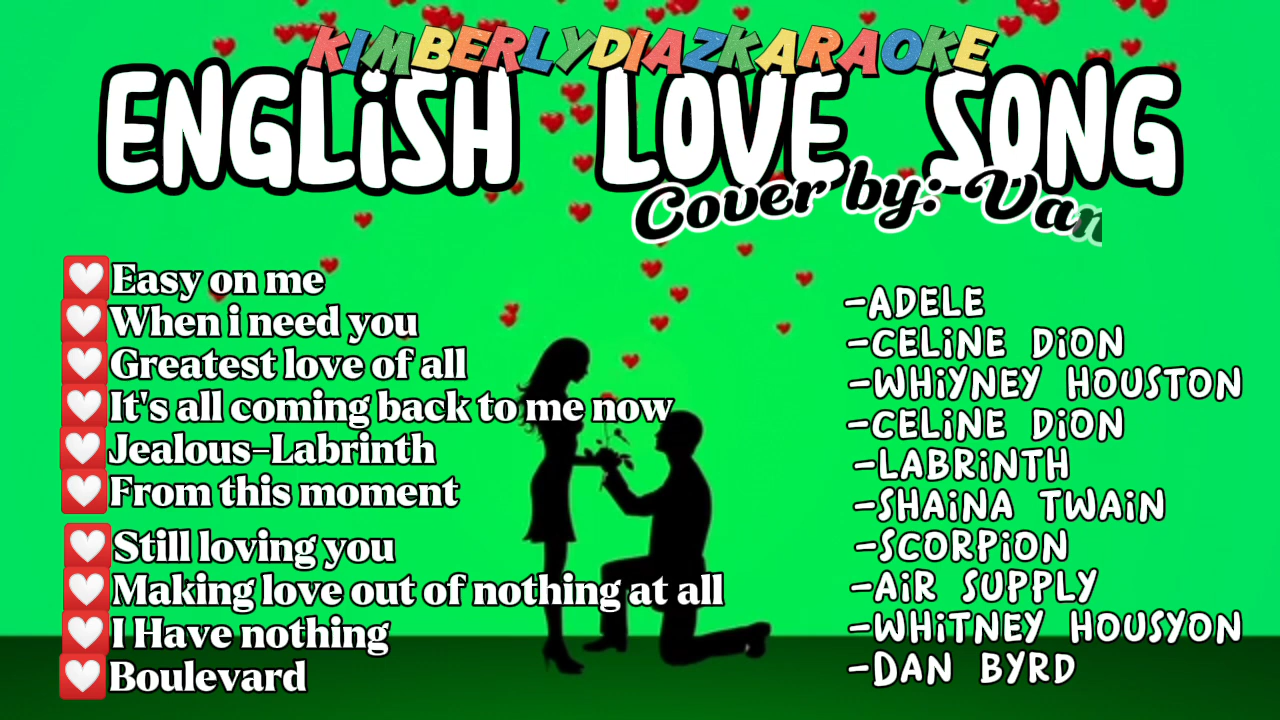 KIMBERLYDIAZKARAOKE
ENGLiSH LOVE SONG
Cover by: Van
Easy on me
When i need you
Greatest love of all
It's all coming back to me now
Jealous-Labrinth
From this moment
Still loving you
Making love out of nothing at all
I Have nothing
Boulevard
-ADELE
-CELiNE DiON
-WHiYNEY HOUSTON
-CELiNE DiON
-LABRiNTH
-SHAiNA TWAiN
-SCORPiON
-AiR SUPPLY
-WHiTNEY HOUSYON
-DAN BYRD